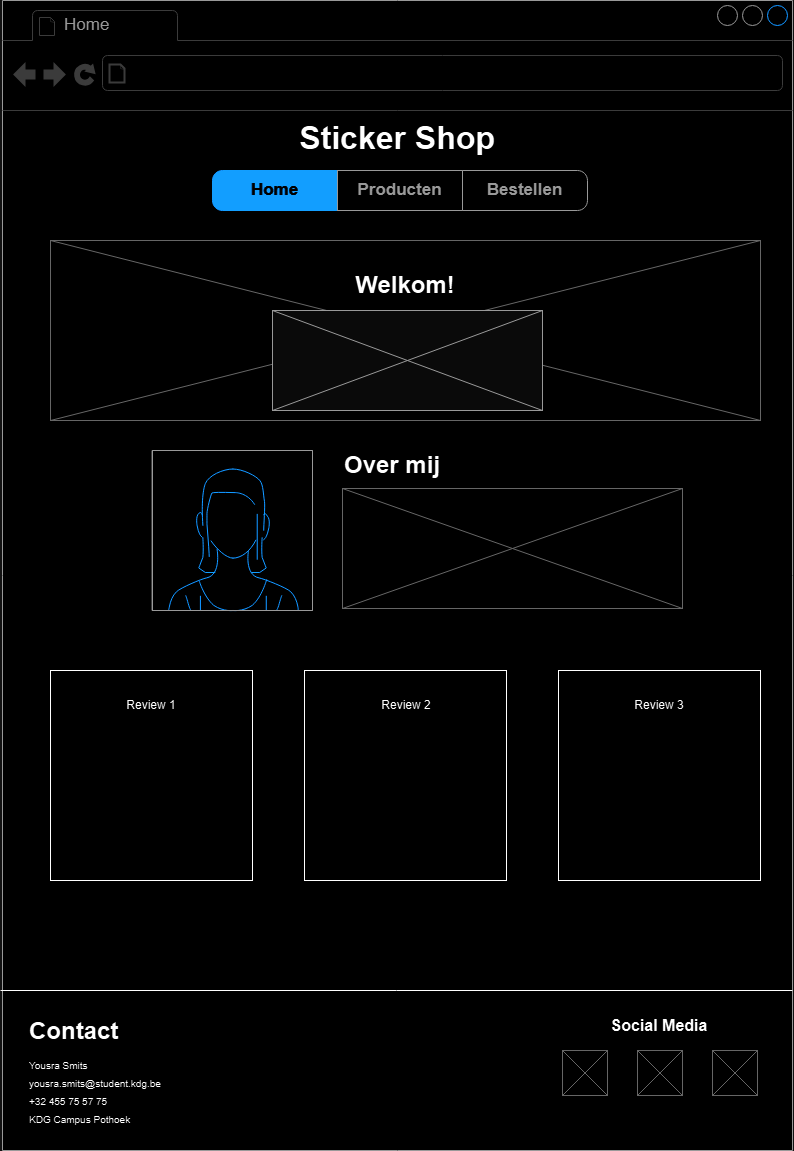 Home
Sticker Shop
Home Producten Bestellen
Welkom!
Over mij
Review 1 Review 2 Review 3
Contact
Social Media
Yousra Smits
yousra.smits@student.kdg.be
+32 455 75 57 75
KDG Campus Pothoek